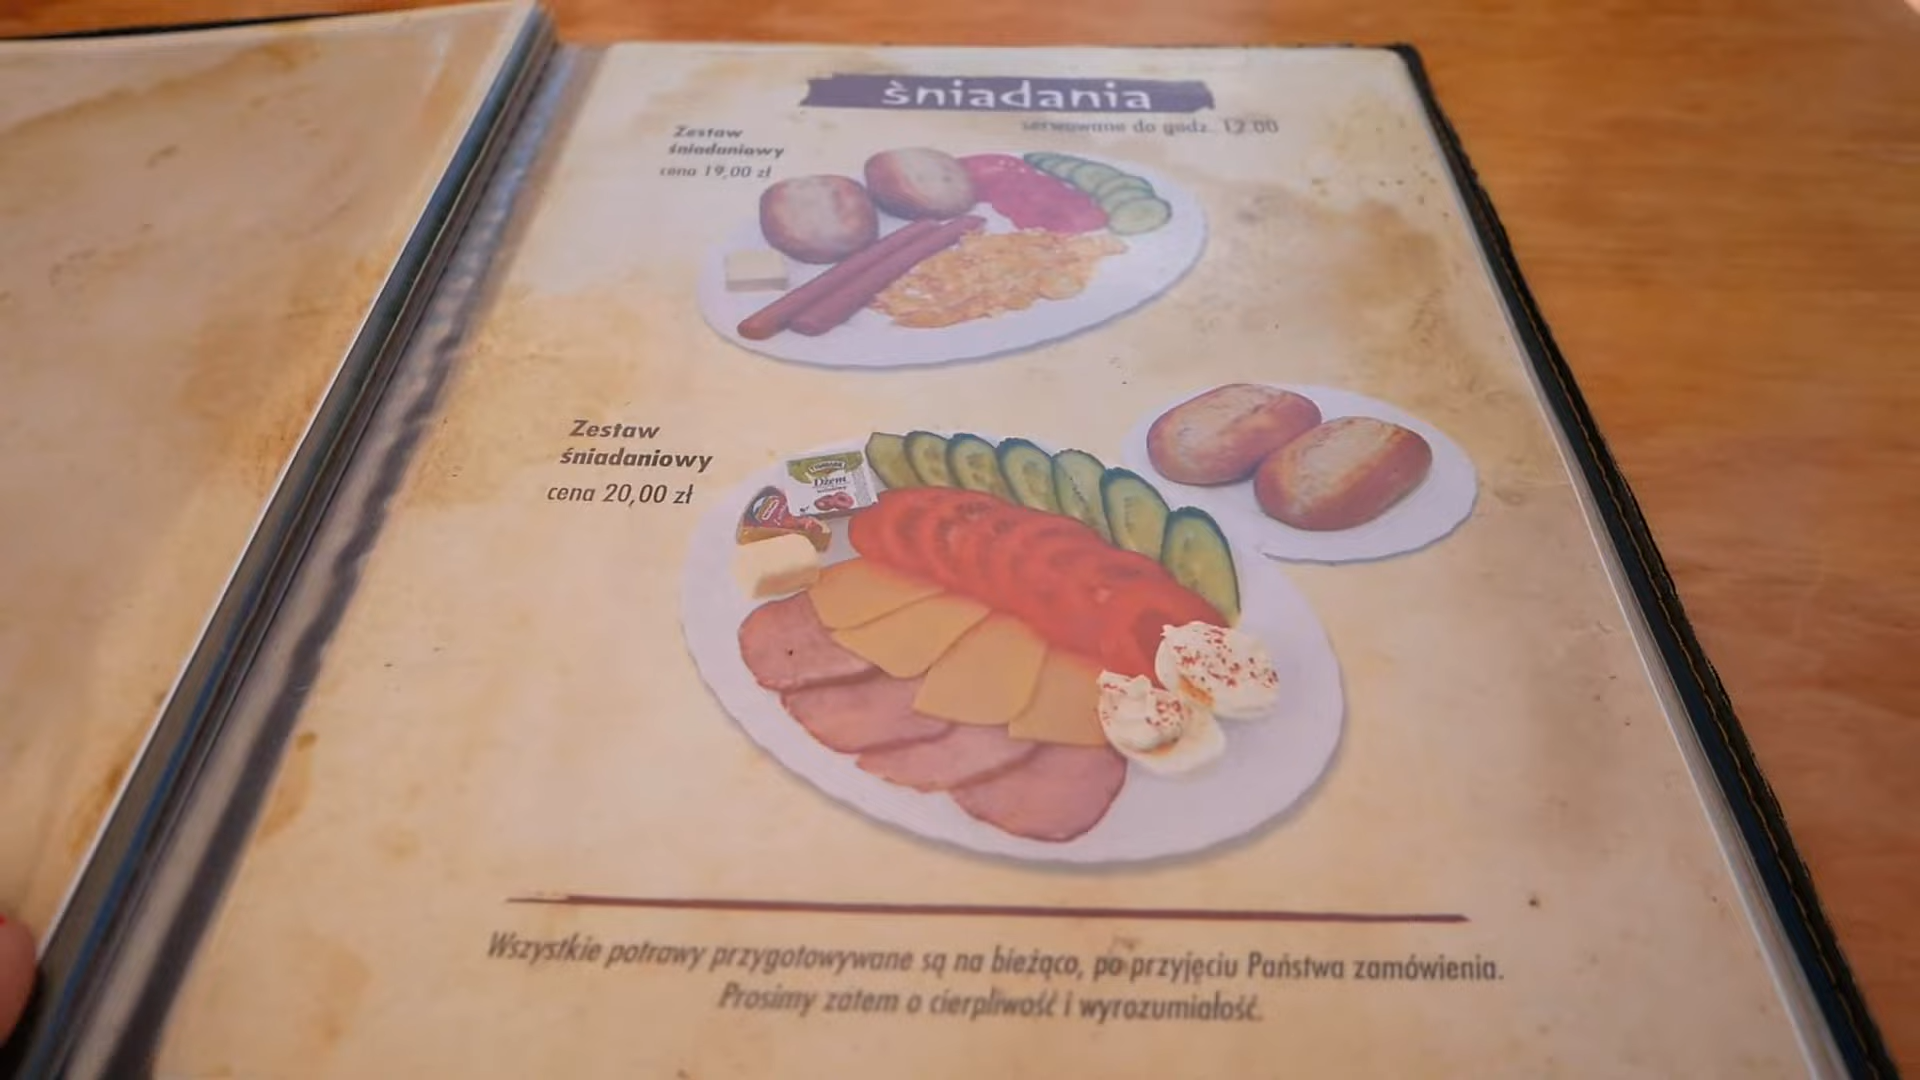 śniadania
serwowane do godz. 12.00
Zestaw
śniadaniowy
cena 19,00 zł
Zestaw
śniadaniowy
cena 20,00 zł
Dżem
Wszystkie potrawy przygotowywane są na bieżąco, po przyjęciu Państwa zamówienia.
Prosimy zatem o cierpliwość i wyrozumiałość.